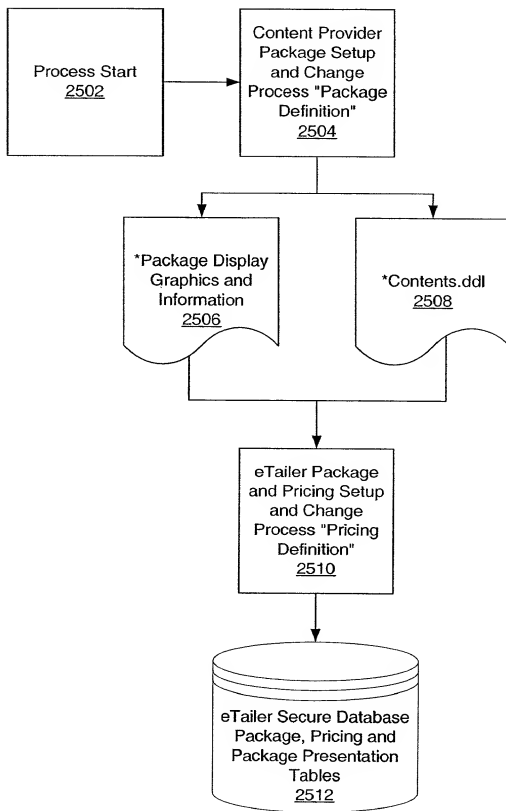 Process Start
2502
Content Provider
Package Setup
and Change
Process "Package
Definition"
2504
*Package Display
Graphics and
Information
2506
*Contents.ddl
2508
eTailer Package
and Pricing Setup
and Change
Process "Pricing
Definition"
2510
eTailer Secure Database
Package, Pricing and
Package Presentation
Tables
2512